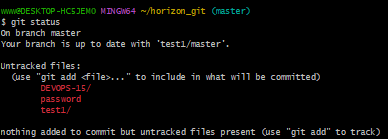 www@DESKTOP-HCSJEMO MINGW64 ~/horizon_git (master)
$ git status
On branch master
Your branch is up to date with 'test1/master'.
Untracked files:
(use "git add <file>..." to include in what will be committed)
DEVOPS-15/
password
test1/
nothing added to commit but untracked files present (use "git add" to track)